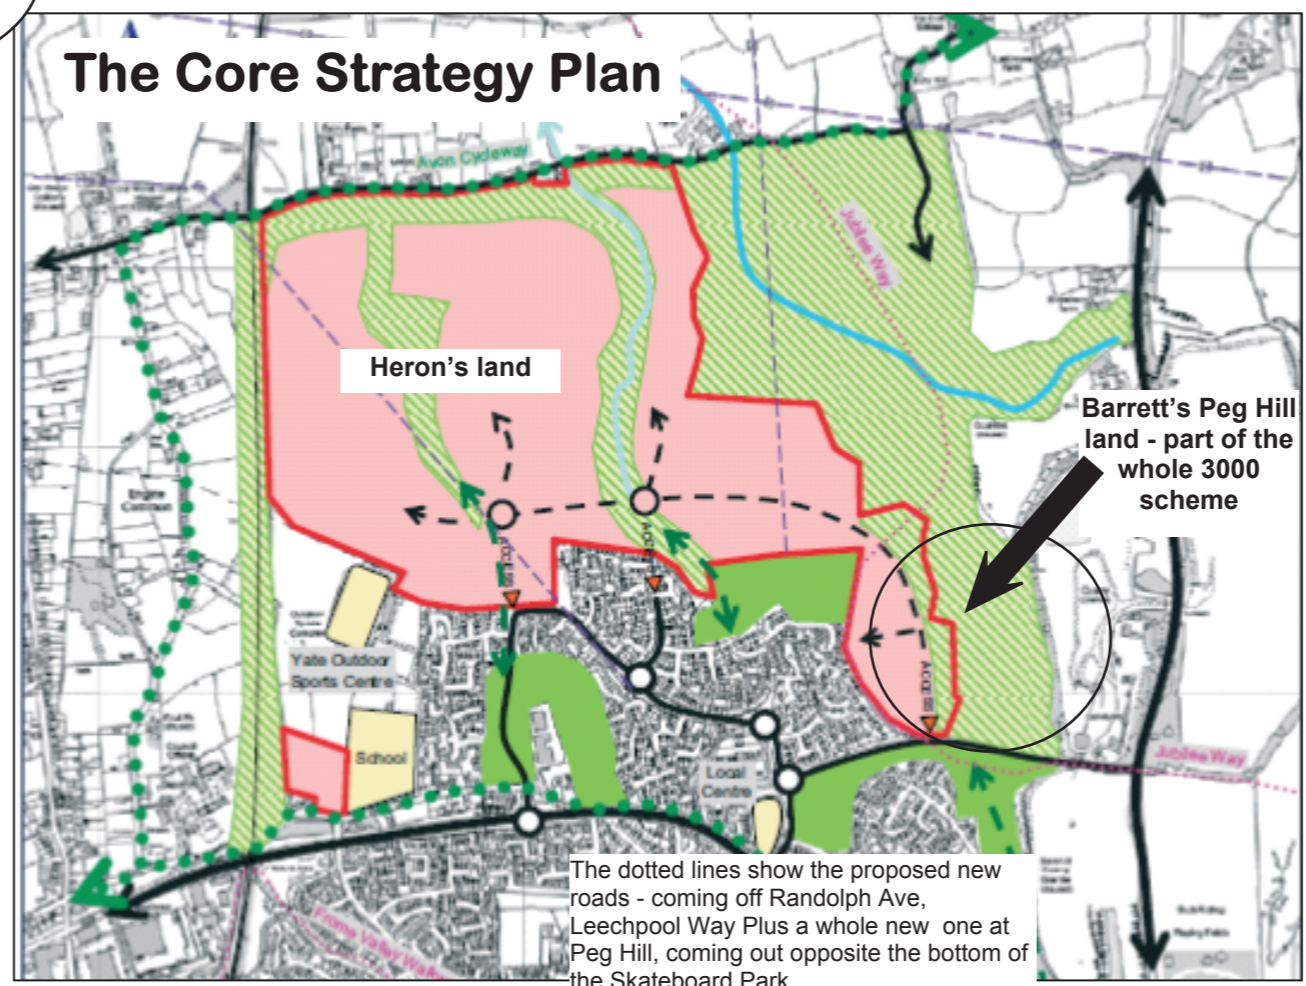 The Core Strategy Plan
Avon Cycleway
Jubilee Way
Heron's land
Barrett's Peg Hill
land - part of the
whole 3000
scheme
Engine
Common
Access
Access
Access
Yate Outdoor
Sports Centre
School
Local
Centre
Jubilee Way
Frome Valley Walkway
The dotted lines show the proposed new
roads - coming off Randolph Ave,
Leechpool Way Plus a whole new one at
Peg Hill, coming out opposite the bottom of
the Skateboard Park